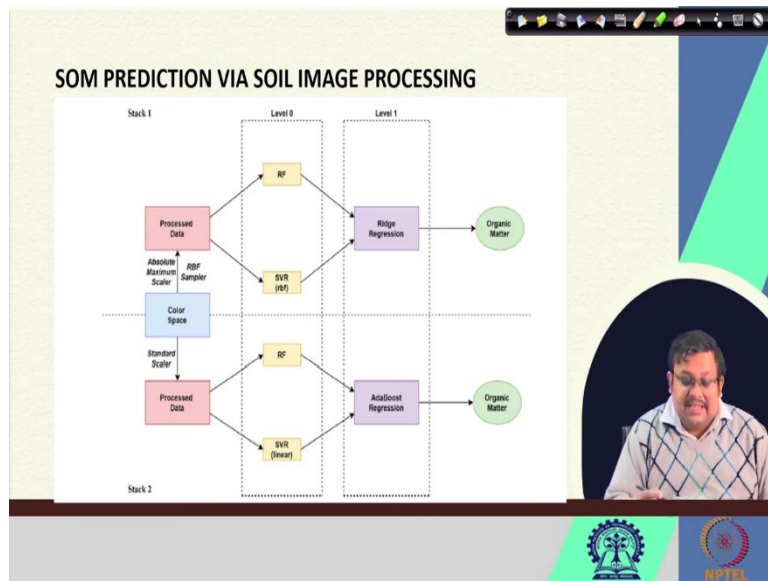 SOM PREDICTION VIA SOIL IMAGE PROCESSING
Stack 1
Level 0
Level 1
RF
Processed
Data
Ridge
Regression
Organic
Matter
Absolute
Maximum
Scaler
RBF
Sampler
SVR
(rbf)
Color
Space
Standard
Scaler
RF
Processed
Data
AdaBoost
Regression
Organic
Matter
SVR
(linear)
Stack 2
NPTEL